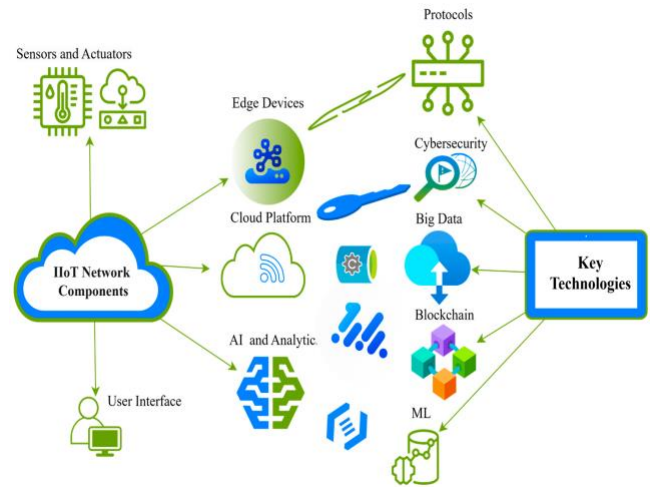 Protocols
Sensors and Actuators
Edge Devices
Cybersecurity
Cloud Platform
Big Data
IIoT Network
Components
Key
Technologies
Blockchain
AI and Analytic
User Interface
ML